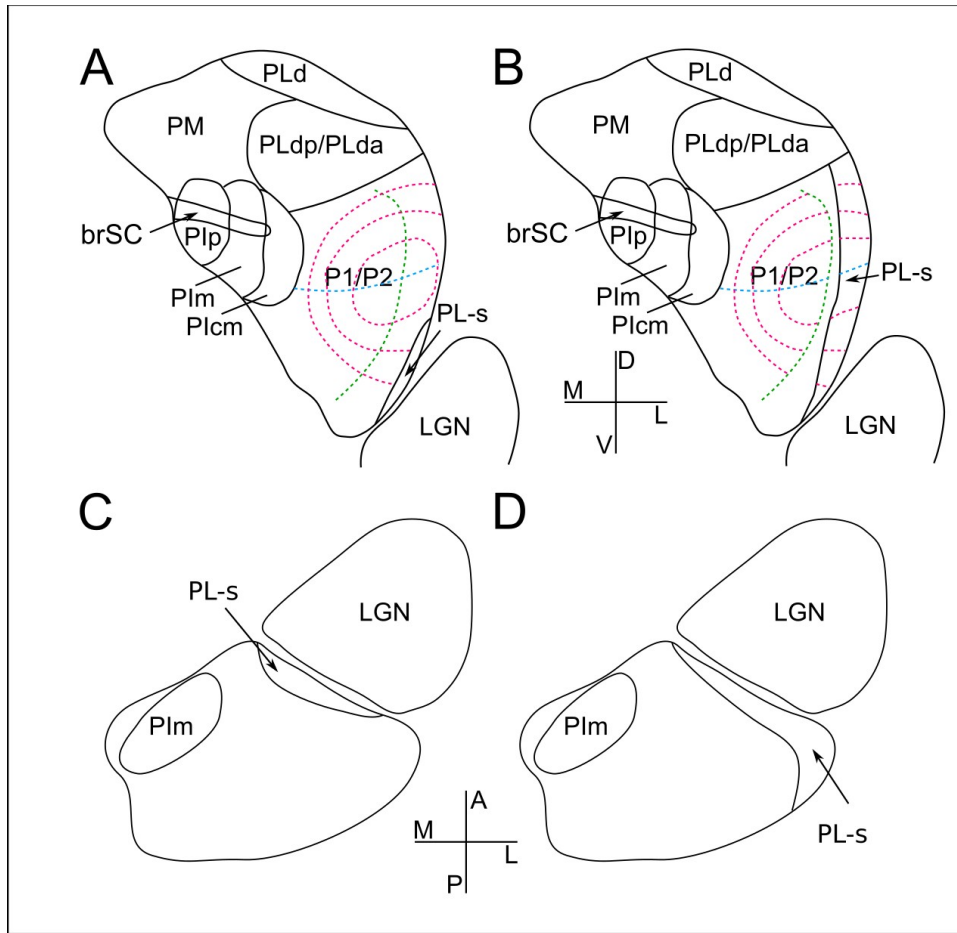 A
PLd
PM
PLdp/PLda
brSC
PIp
P1/P2
PIm
PIcm
PL-s
LGN
B
PLd
PM
PLdp/PLda
brSC
PIp
P1/P2
PL-s
PIm
PIcm
D
M
L
V
LGN
C
PL-s
LGN
PIm
A
M
L
P
D
LGN
PIm
PL-s